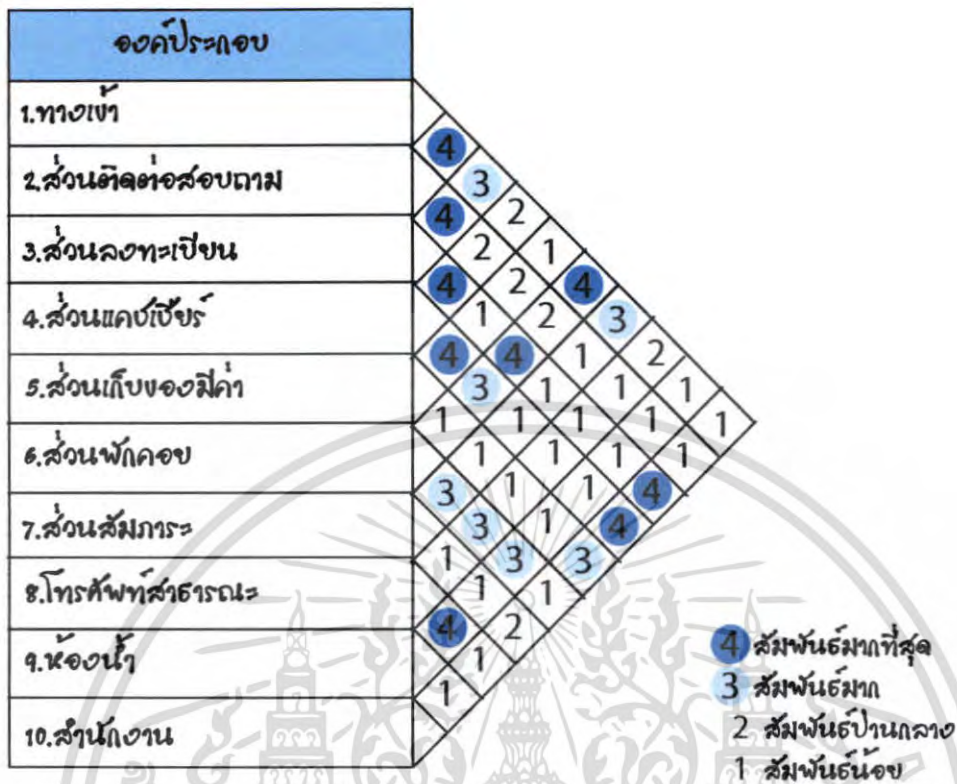 องค์ประกอบ
1.ทางเข้า
4
2.ส่วนติดต่อสอบถาม
3
4 2
3.ส่วนลงทะเบียน
2 1
4 2 4
4.ส่วนแคชเชียร์
1 2 3
4 4 1 2
5.ส่วนเก็บของมีค่า
3 1 1 1
1 1 1 1 1
6.ส่วนพักคอย
1 1 1 1
3 1 1 4
7.ส่วนสัมภาระ
3 1 4
1 3 3
8.โทรศัพท์สาธารณะ
1 1
4 2
9.ห้องน้ำ
1
1
10.สำนักงาน
4 สัมพันธ์มากที่สุด
3 สัมพันธ์มาก
2 สัมพันธ์ปานกลาง
1 สัมพันธ์น้อย